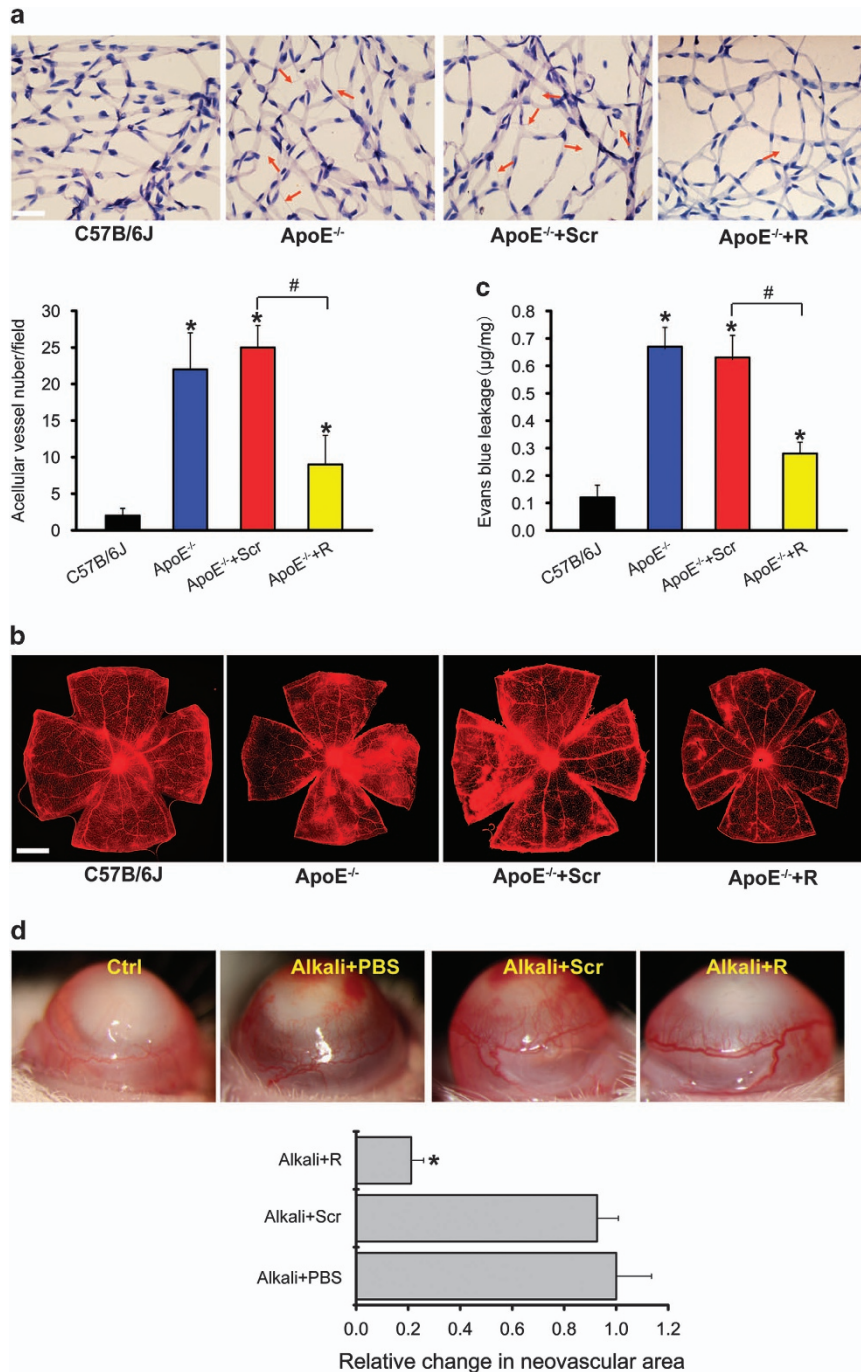 a
C57B/6J
ApoE-/-
ApoE-/-+Scr
ApoE-/-+R
Acellular vessel nuber/field
30
25
20
15
10
5
0
*
*
#
*
C57B/6J
ApoE-/-
ApoE-/-+Scr
ApoE-/-+R
c
Evans blue leakage (µg/mg)
0.8
0.7
0.6
0.5
0.4
0.3
0.2
0.1
0.0
*
*
#
*
C57B/6J
ApoE-/-
ApoE-/-+Scr
ApoE-/-+R
b
C57B/6J
ApoE-/-
ApoE-/-+Scr
ApoE-/-+R
d
Ctrl
Alkali+PBS
Alkali+Scr
Alkali+R
Alkali+R
*
Alkali+Scr
Alkali+PBS
0.0 0.2 0.4 0.6 0.8 1.0 1.2
Relative change in neovascular area